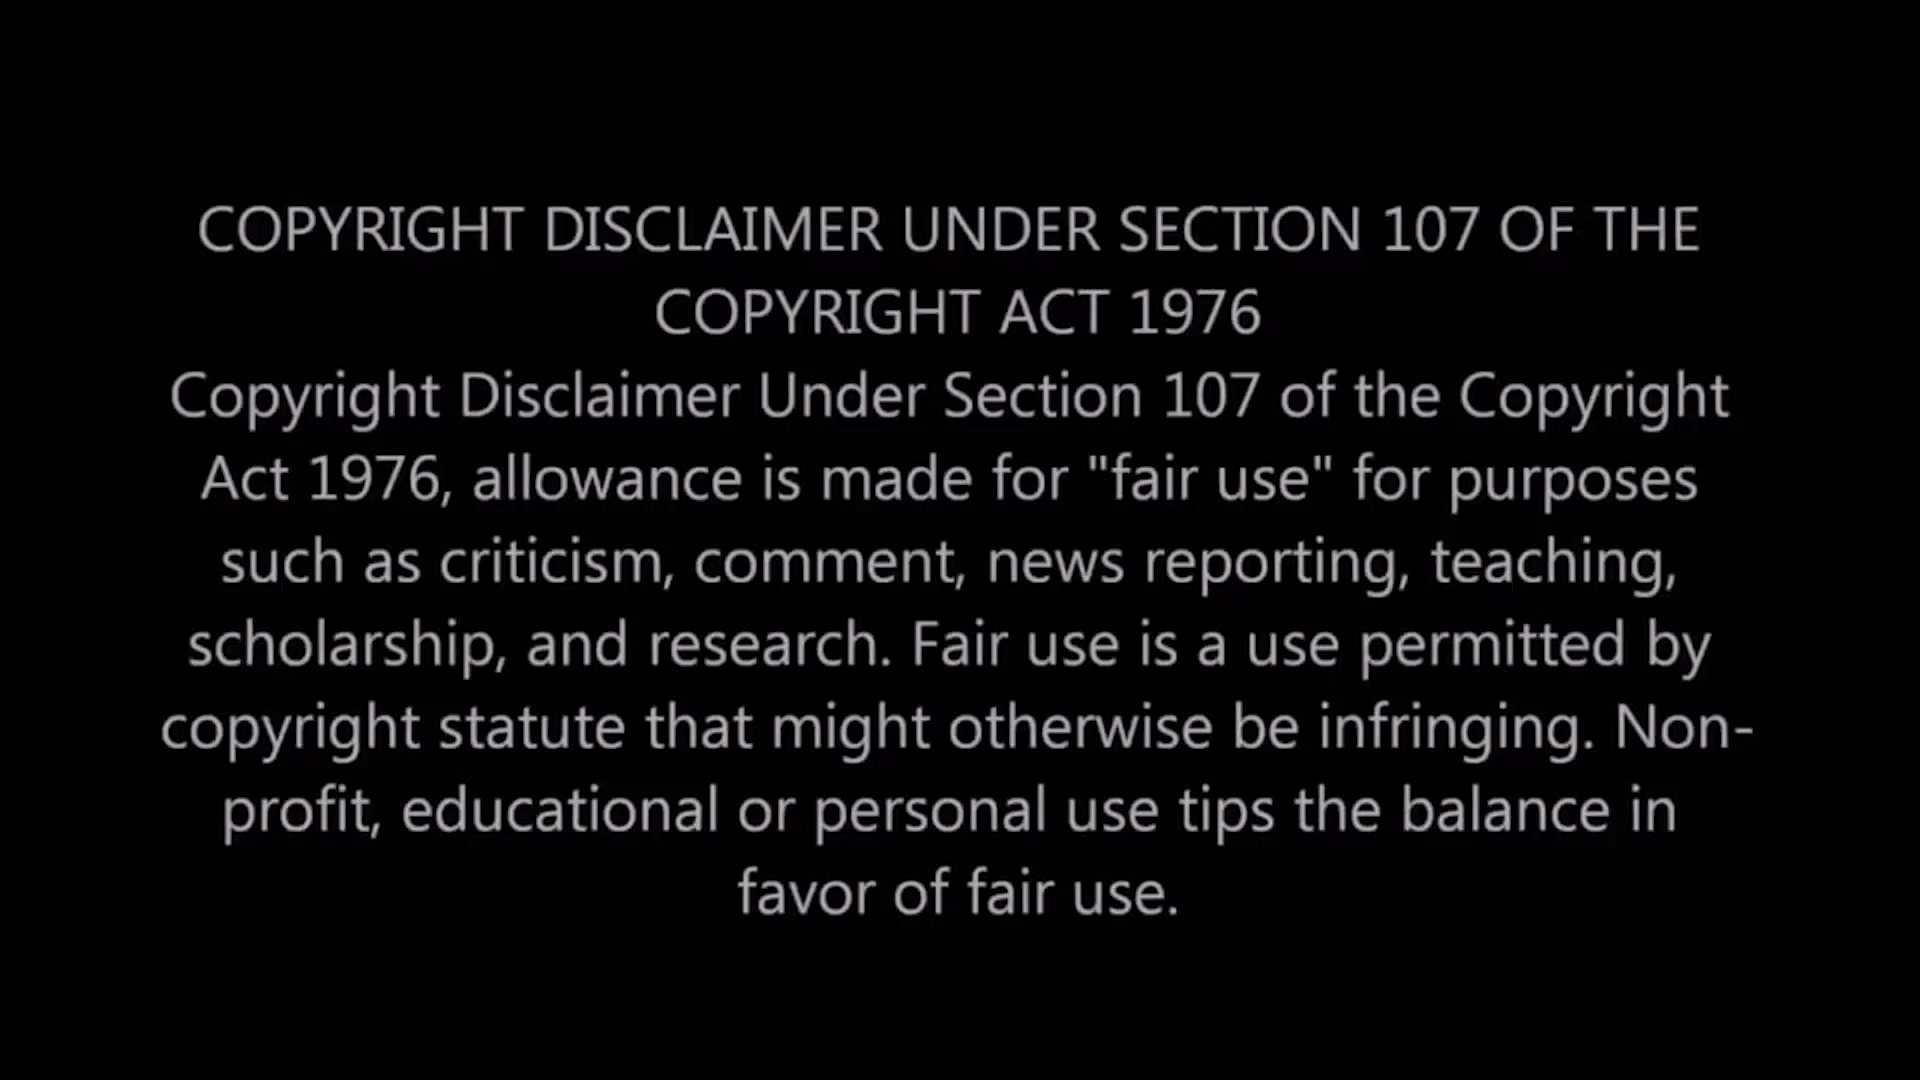 COPYRIGHT DISCLAIMER UNDER SECTION 107 OF THE
COPYRIGHT ACT 1976
Copyright Disclaimer Under Section 107 of the Copyright
Act 1976, allowance is made for "fair use" for purposes
such as criticism, comment, news reporting, teaching,
scholarship, and research. Fair use is a use permitted by
copyright statute that might otherwise be infringing. Non-
profit, educational or personal use tips the balance in
favor of fair use.